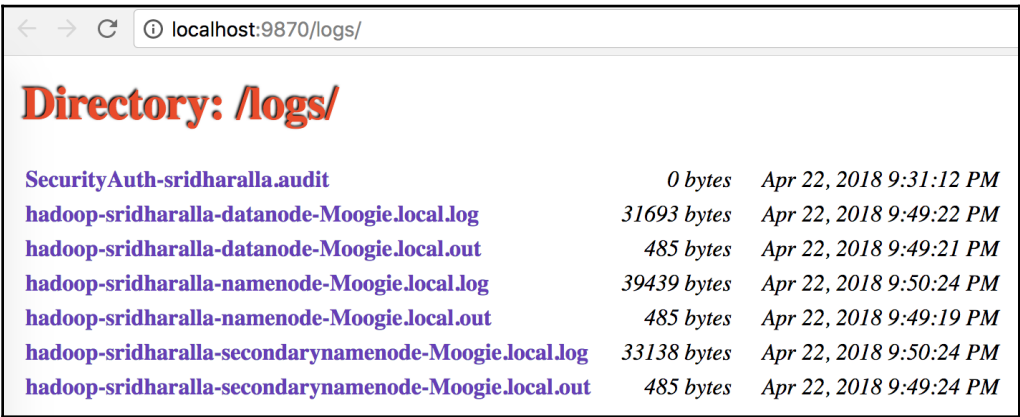 localhost:9870/logs/
Directory: /logs/
SecurityAuth-sridharalla.audit 0 bytes Apr 22, 2018 9:31:12 PM
hadoop-sridharalla-datanode-Moogie.local.log 31693 bytes Apr 22, 2018 9:49:22 PM
hadoop-sridharalla-datanode-Moogie.local.out 485 bytes Apr 22, 2018 9:49:21 PM
hadoop-sridharalla-namenode-Moogie.local.log 39439 bytes Apr 22, 2018 9:50:24 PM
hadoop-sridharalla-namenode-Moogie.local.out 485 bytes Apr 22, 2018 9:49:19 PM
hadoop-sridharalla-secondarynamenode-Moogie.local.log 33138 bytes Apr 22, 2018 9:50:24 PM
hadoop-sridharalla-secondarynamenode-Moogie.local.out 485 bytes Apr 22, 2018 9:49:24 PM